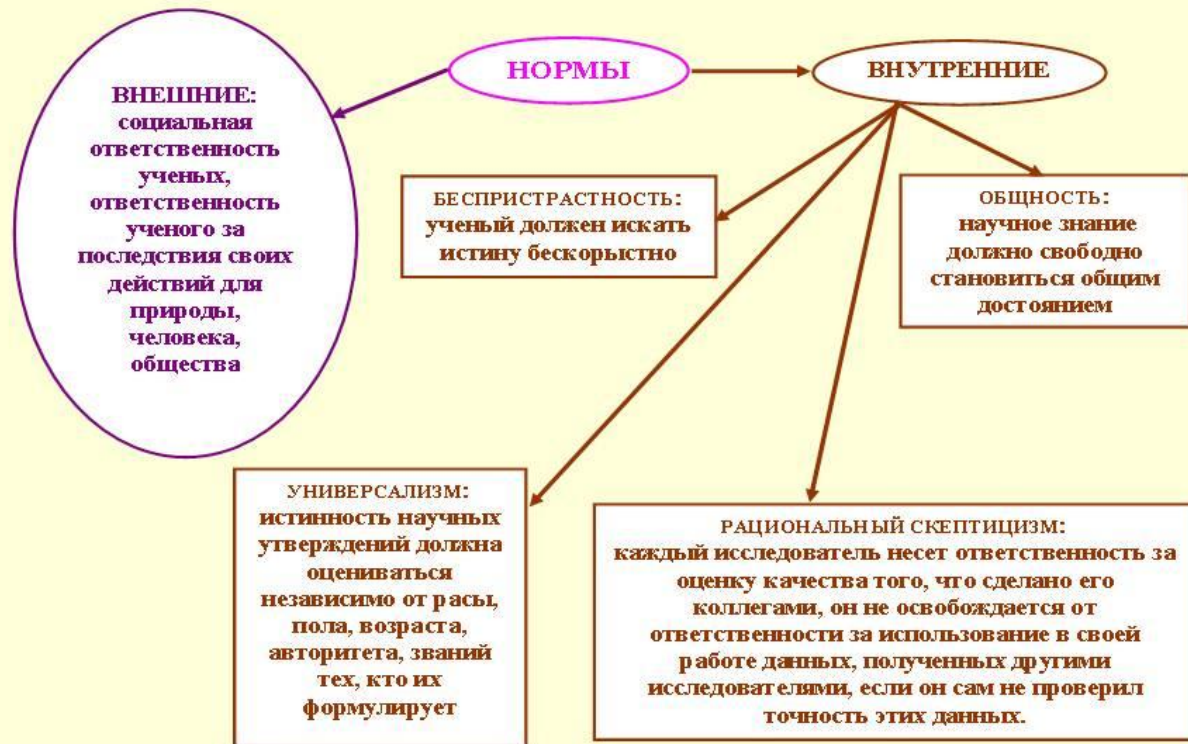 НОРМЫ
ВНУТРЕННИЕ
ВНЕШНИЕ:
социальная
ответственность
ученых,
ответственность
ученого за
последствия своих
действий для
природы,
человека,
общества
БЕСПРИСТРАСТНОСТЬ:
ученый должен искать
истину бескорыстно
ОБЩНОСТЬ:
научное знание
должно свободно
становиться общим
достоянием
УНИВЕРСАЛИЗМ:
истинность научных
утверждений должна
оцениваться
независимо от расы,
пола, возраста,
авторитета, званий
тех, кто их
формулирует
РАЦИОНАЛЬНЫЙ СКЕПТИЦИЗМ:
каждый исследователь несет ответственность за
оценку качества того, что сделано его
коллегами, он не освобождается от
ответственности за использование в своей
работе данных, полученных другими
исследователями, если он сам не проверил
точность этих данных.